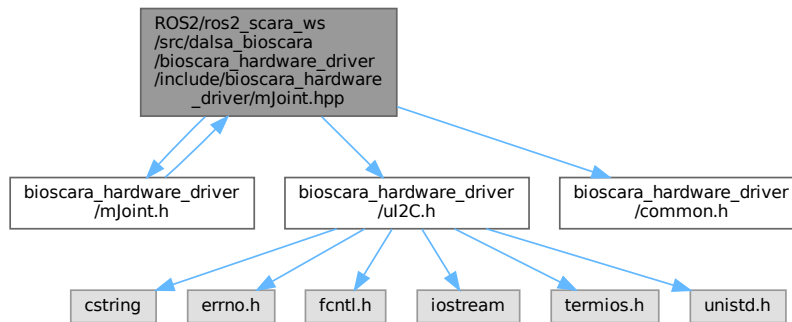 ROS2/ros2_scara_ws
/src/dalsa_bioscara
/bioscara_hardware_driver
/include/bioscara_hardware
_driver/mJoint.hpp
bioscara_hardware_driver
/mJoint.h
bioscara_hardware_driver
/uI2C.h
bioscara_hardware_driver
/common.h
cstring
errno.h
fcntl.h
iostream
termios.h
unistd.h